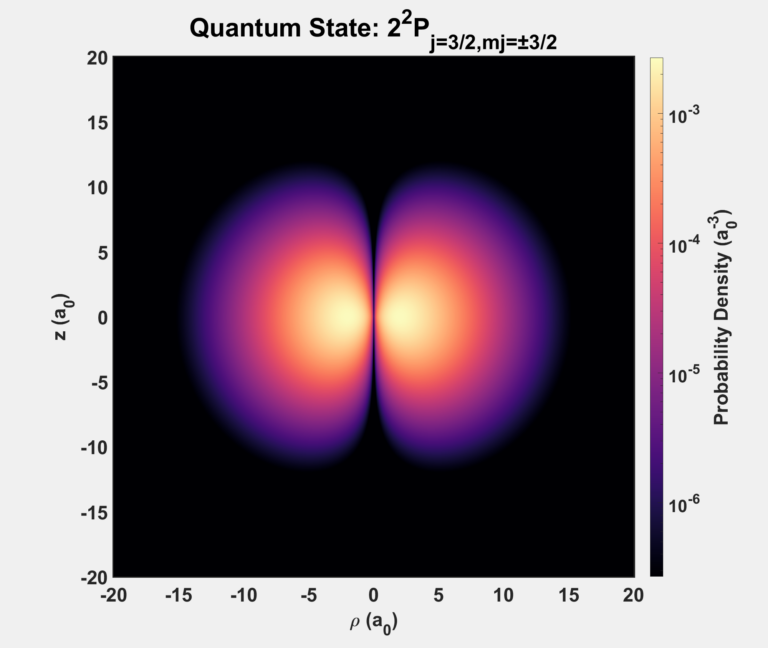 Quantum State: 2²P_{j=3/2,mj=±3/2}
20
15
10
5
0
-5
-10
-15
-20
z (a₀)
-20 -15 -10 -5 0 5 10 15 20
ρ (a₀)
10⁻³
10⁻⁴
10⁻⁵
10⁻⁶
Probability Density (a₀⁻³)